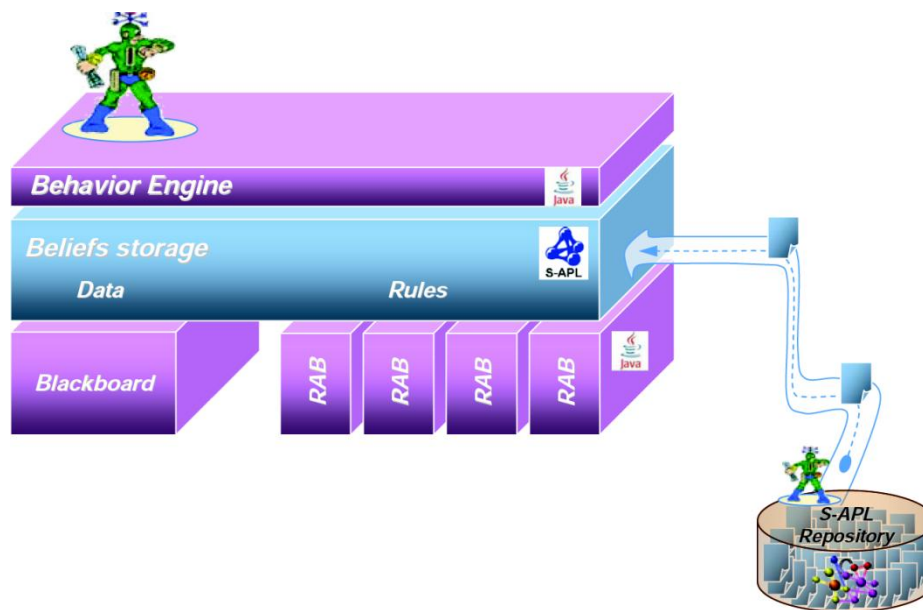 Behavior Engine
Java
Beliefs storage
S-APL
Data
Rules
Blackboard
RAB
RAB
RAB
RAB
Java
S-APL
Repository